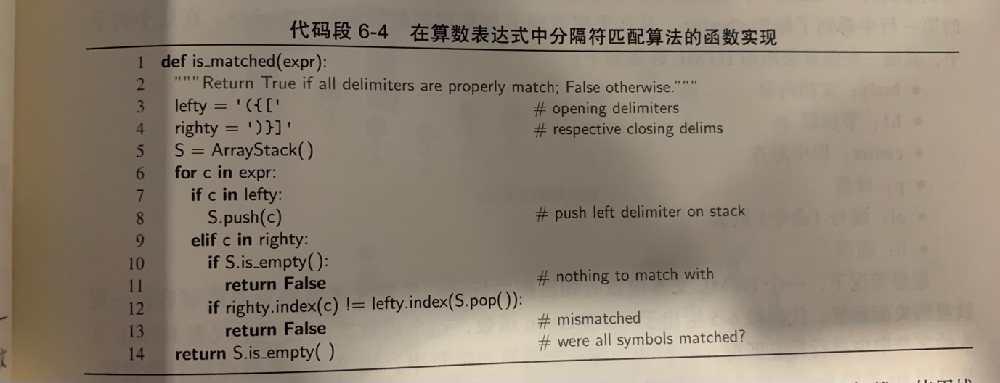 代码段 6-4 在算数表达式中分隔符匹配算法的函数实现
1 def is_matched(expr):
2 """Return True if all delimiters are properly match; False otherwise."""
3 lefty = '({[' # opening delimiters
4 righty = ')}]' # respective closing delims
5 S = ArrayStack()
6 for c in expr:
7 if c in lefty:
8 S.push(c) # push left delimiter on stack
9 elif c in righty:
10 if S.is_empty():
11 return False # nothing to match with
12 if righty.index(c) != lefty.index(S.pop()):
13 return False # mismatched
14 return S.is_empty( ) # were all symbols matched?